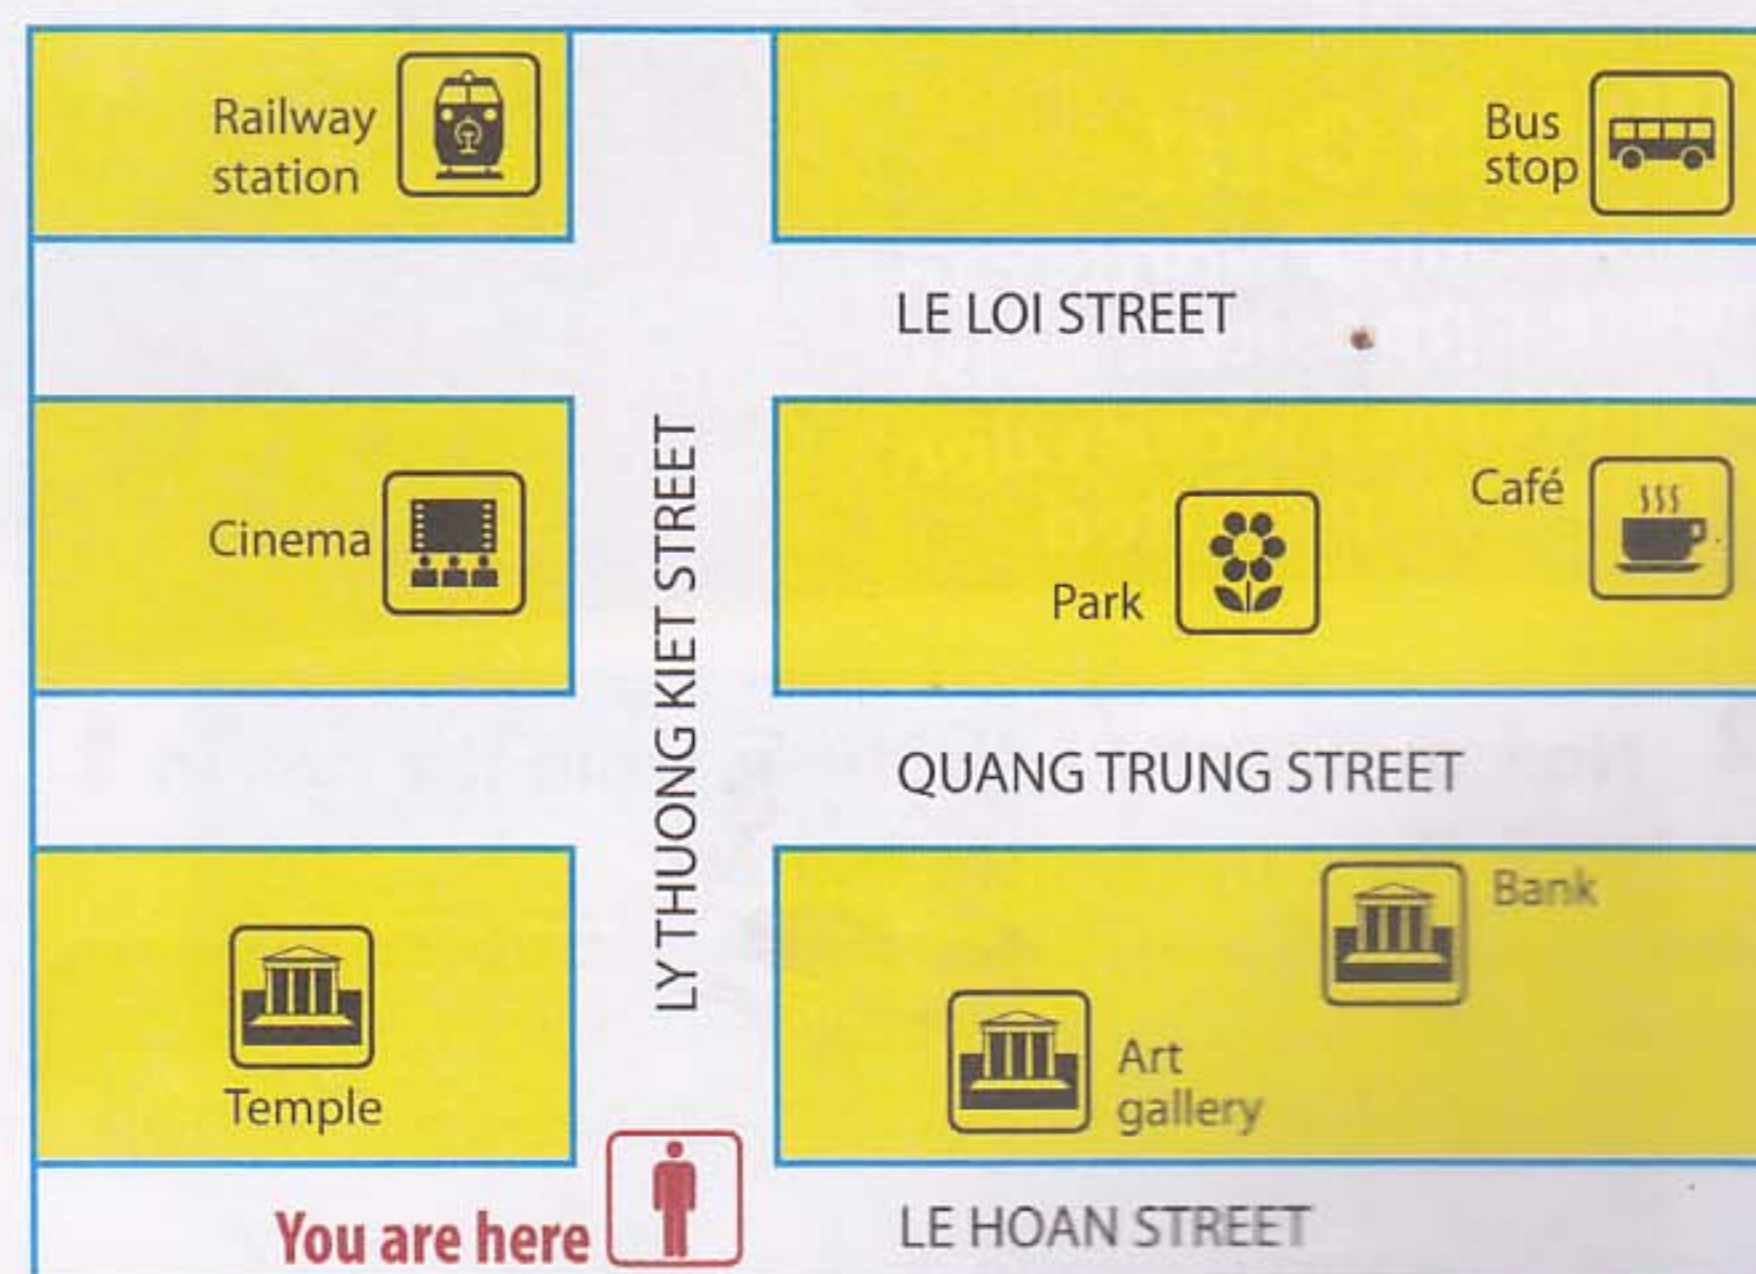 Railway
station
Bus
stop
LE LOI STREET
Cinema
LY THUONG KIET STREET
Park
Café
QUANG TRUNG STREET
Temple
Bank
Art
gallery
You are here
LE HOAN STREET